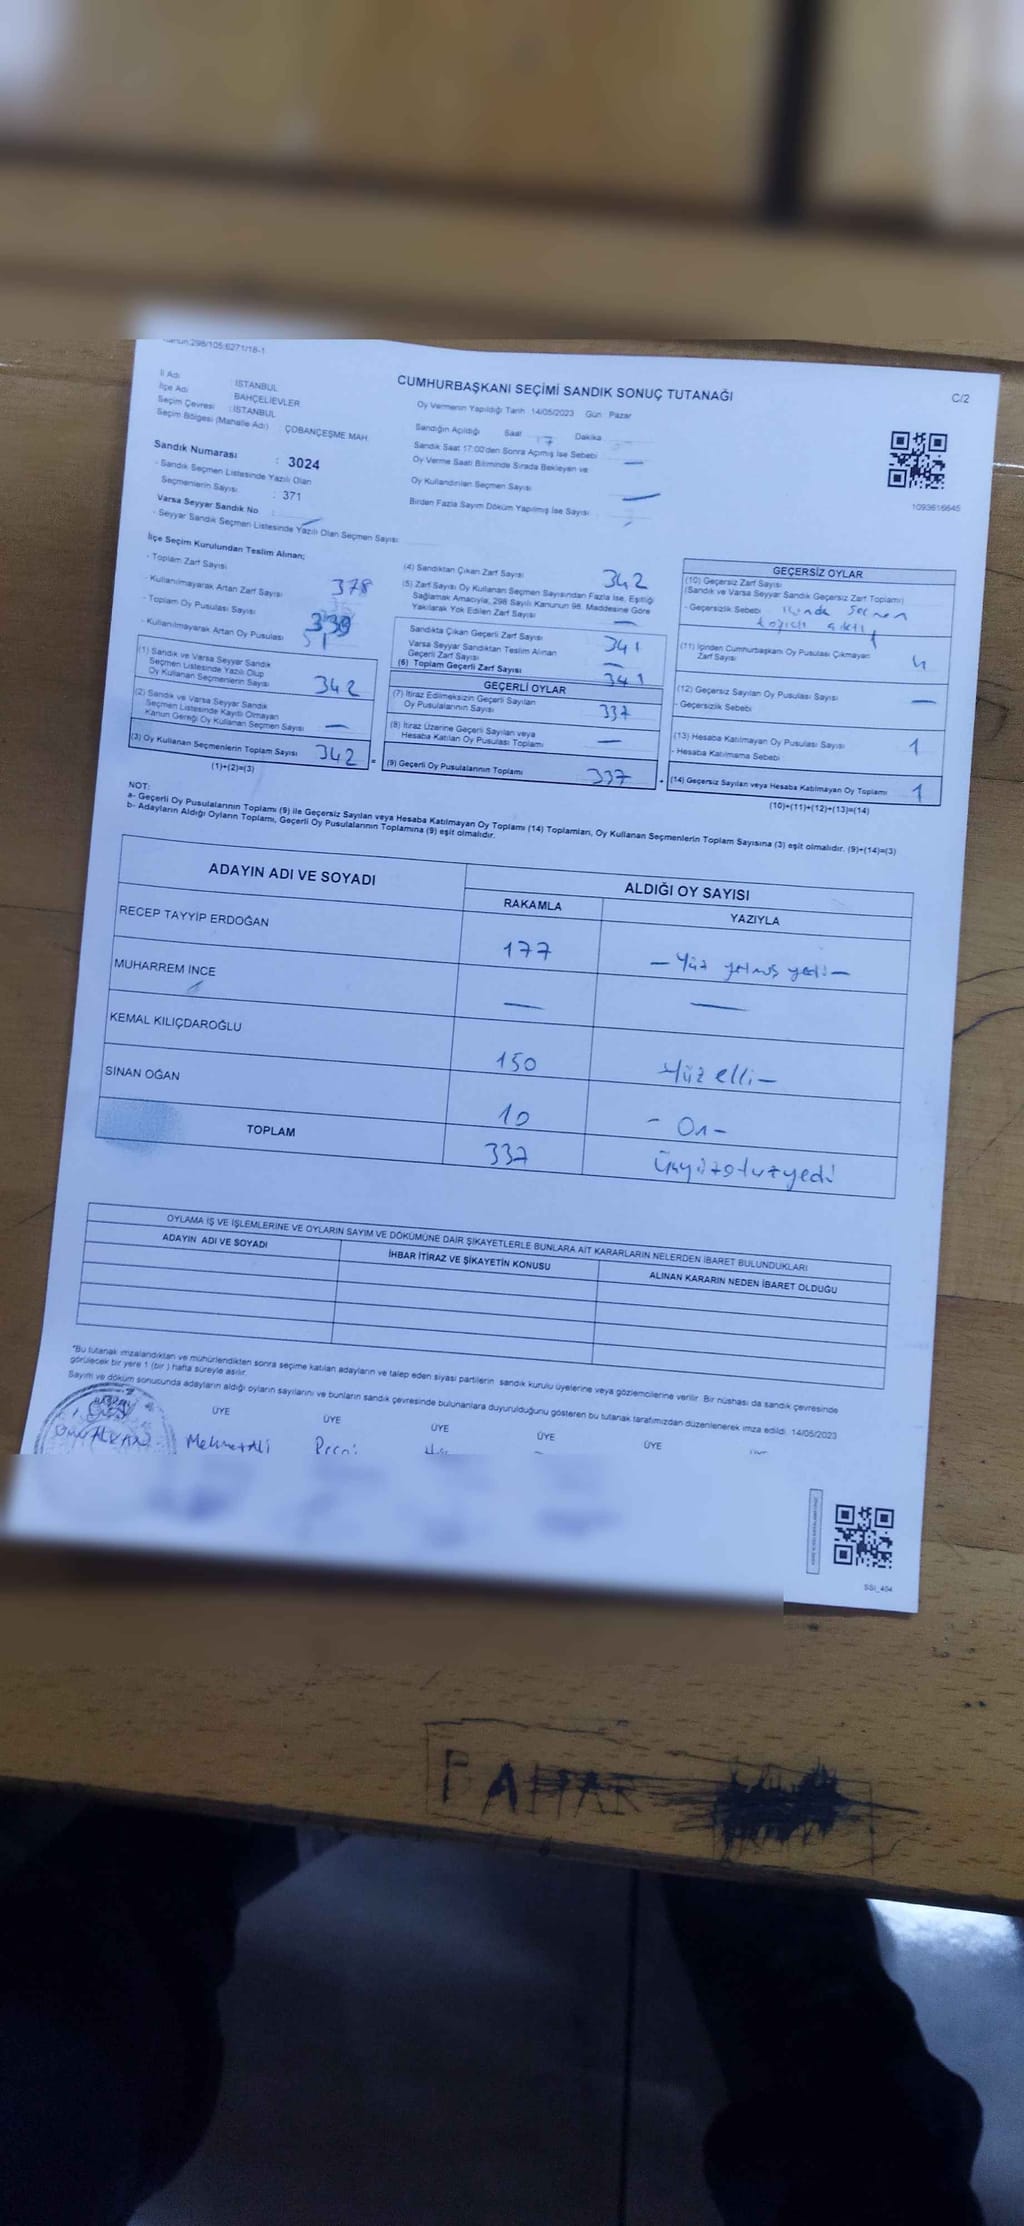 Kanun:298/105;6271/18-1
CUMHURBAŞKANI SEÇİMİ SANDIK SONUÇ TUTANAĞI
C/2
İl Adı : İSTANBUL
İlçe Adı BAHÇELİEVLER
Seçim Çevresi : İSTANBUL
Seçim Bölgesi (Mahalle Adı) ÇOBANÇEŞME MAH.
Sandık Numarası : 3024
- Sandık Seçmen Listesinde Yazılı Olan
Seçmenlerin Sayısı : 371
Varsa Seyyar Sandık No
- Seyyar Sandık Seçmen Listesinde Yazılı Olan Seçmen Sayısı :
Oy Vermenin Yapıldığı Tarih 14/05/2023 Gün Pazar
Sandığın Açıldığı Saat 17 Dakika
Sandık Saat 17:00'den Sonra Açılmış İse Sebebi —
Oy Verme Saati Bitiminde Sırada Bekleyen ve
Oy Kullandırılan Seçmen Sayısı —
Birden Fazla Sayım Döküm Yapılmış İse Sayısı
1093616645
İlçe Seçim Kurulundan Teslim Alınan;
- Toplam Zarf Sayısı 378
- Kullanılmayarak Artan Zarf Sayısı
- Toplam Oy Pusulası Sayısı
- Kullanılmayarak Artan Oy Pusulası
(1) Sandık ve Varsa Seyyar Sandık
Seçmen Listesinde Yazılı Olup
Oy Kullanan Seçmenlerin Sayısı 342
(2) Sandık ve Varsa Seyyar Sandık
Seçmen Listesinde Kayıtlı Olmayan
Kanun Gereği Oy Kullanan Seçmen Sayısı —
(3) Oy Kullanan Seçmenlerin Toplam Sayısı 342 =
(1)+(2)=(3)
(4) Sandıktan Çıkan Zarf Sayısı 342
(5) Zarf Sayısı Oy Kullanan Seçmen Sayısından Fazla İse, Eşitliği
Sağlamak Amacıyla, 298 Sayılı Kanunun 98. Maddesine Göre
Yakılarak Yok Edilen Zarf Sayısı —
Sandıkta Çıkan Geçerli Zarf Sayısı 341
Varsa Seyyar Sandıktan Teslim Alınan
Geçerli Zarf Sayısı —
(6) Toplam Geçerli Zarf Sayısı 341
GEÇERLİ OYLAR
(7) İtiraz Edilmeksizin Geçerli Sayılan
Oy Pusulalarının Sayısı 337
(8) İtiraz Üzerine Geçerli Sayılan veya
Hesaba Katılan Oy Pusulası Toplamı —
(9) Geçerli Oy Pusulalarının Toplamı 337 +
GEÇERSİZ OYLAR
(10) Geçersiz Zarf Sayısı
(Sandık ve Varsa Seyyar Sandık Geçersiz Zarf Toplamı)
- Geçersizlik Sebebi
(11) İçinden Cumhurbaşkanı Oy Pusulası Çıkmayan
Zarf Sayısı 4
(12) Geçersiz Sayılan Oy Pusulası Sayısı —
- Geçersizlik Sebebi
(13) Hesaba Katılmayan Oy Pusulası Sayısı 1
- Hesaba Katılmama Sebebi
(14) Geçersiz Sayılan veya Hesaba Katılmayan Oy Toplamı 1
(10)+(11)+(12)+(13)=(14)
NOT:
a- Geçerli Oy Pusulalarının Toplamı (9) ile Geçersiz Sayılan veya Hesaba Katılmayan Oy Toplamı (14) Toplamları, Oy Kullanan Seçmenlerin Toplam Sayısına (3) eşit olmalıdır. (9)+(14)=(3)
b- Adayların Aldığı Oyların Toplamı, Geçerli Oy Pusulalarının Toplamına (9) eşit olmalıdır.
ADAYIN ADI VE SOYADI ALDIĞI OY SAYISI
RAKAMLA YAZIYLA
RECEP TAYYİP ERDOĞAN 177 — Yüz yetmiş yedi —
MUHARREM İNCE — —
KEMAL KILIÇDAROĞLU 150 Yüz elli —
SİNAN OĞAN 10 - On -
TOPLAM 337 Üçyüzotuzyedi
OYLAMA İŞ VE İŞLEMLERİNE VE OYLARIN SAYIM VE DÖKÜMÜNE DAİR ŞİKAYETLERLE BUNLARA AİT KARARLARIN NELERDEN İBARET BULUNDUKLARI
ADAYIN ADI VE SOYADI İHBAR İTİRAZ VE ŞİKAYETİN KONUSU ALINAN KARARIN NEDEN İBARET OLDUĞU
*Bu tutanak imzalandıktan ve mühürlendikten sonra seçime katılan adayların ve talep eden siyasi partilerin sandık kurulu üyelerine veya gözlemcilerine verilir. Bir nüshası da sandık çevresinde
görülecek bir yere 1 (bir) hafta süreyle asılır.
Sayım ve döküm sonucunda adayların aldığı oyların sayılarını ve bunların sandık çevresinde bulunanlara duyurulduğunu gösteren bu tutanak tarafımızdan düzenlenerek imza edildi. 14/05/2023
ÜYE ÜYE ÜYE ÜYE ÜYE
Mehmet Ali
SSİ_404
BAHAR